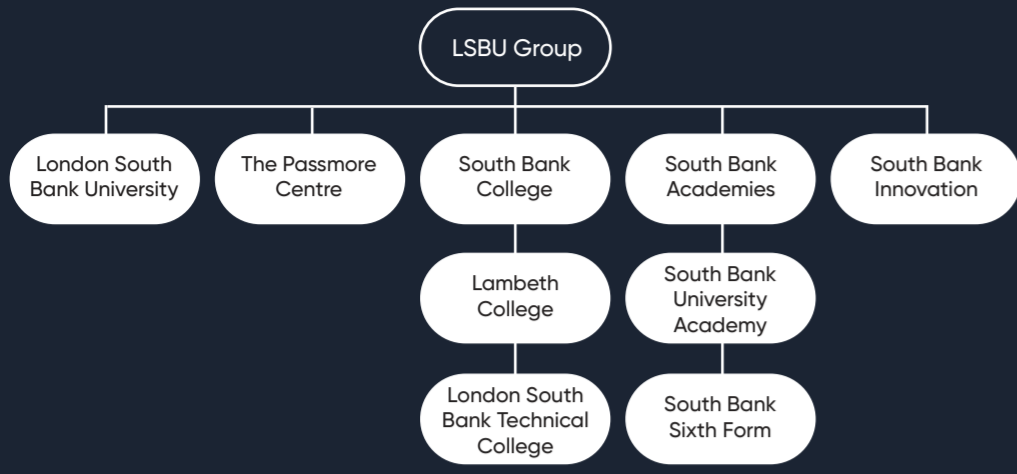 LSBU Group
London South
Bank University
The Passmore
Centre
South Bank
College
South Bank
Academies
South Bank
Innovation
Lambeth
College
South Bank
University
Academy
London South
Bank Technical
College
South Bank
Sixth Form